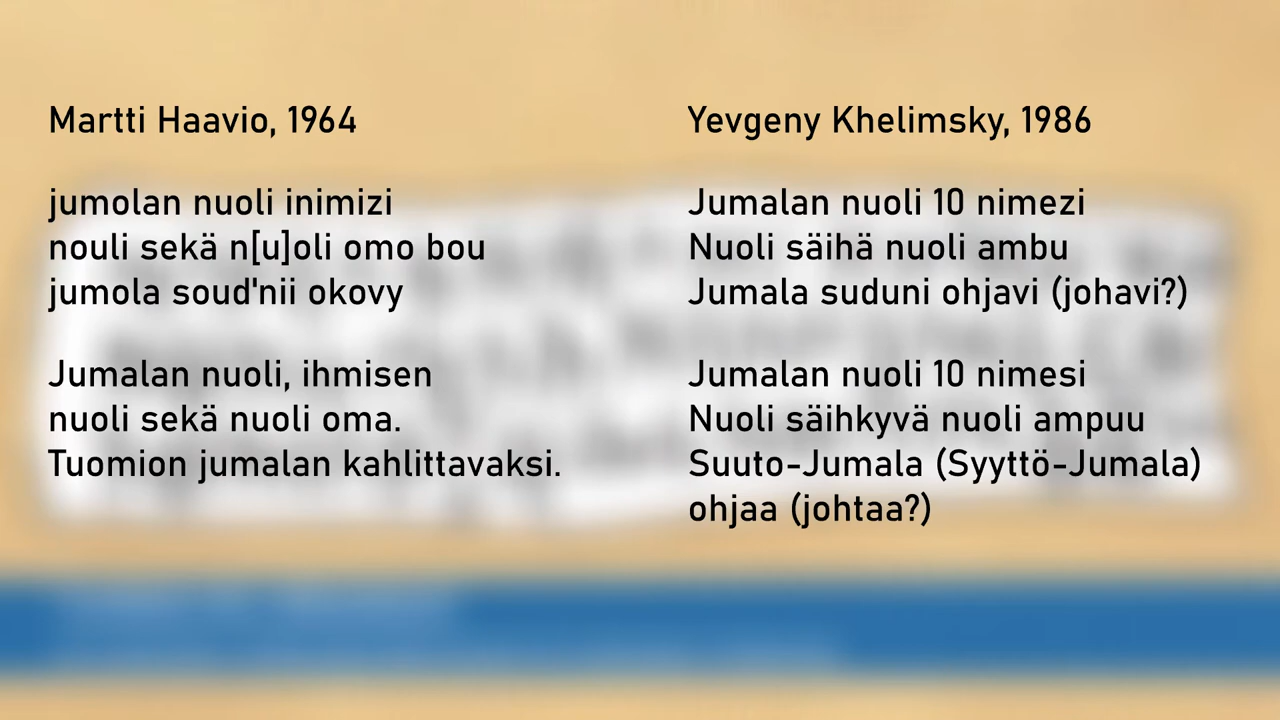 Martti Haavio, 1964
jumolan nuoli inimizi
nouli sekä n[u]oli omo bou
jumola soud'nii okovy
Jumalan nuoli, ihmisen
nuoli sekä nuoli oma.
Tuomion jumalan kahlittavaksi.
Yevgeny Khelimsky, 1986
Jumalan nuoli 10 nimezi
Nuoli säihä nuoli ambu
Jumala suduni ohjavi (johavi?)
Jumalan nuoli 10 nimesi
Nuoli säihkyvä nuoli ampuu
Suuto-Jumala (Syyttö-Jumala)
ohjaa (johtaa?)